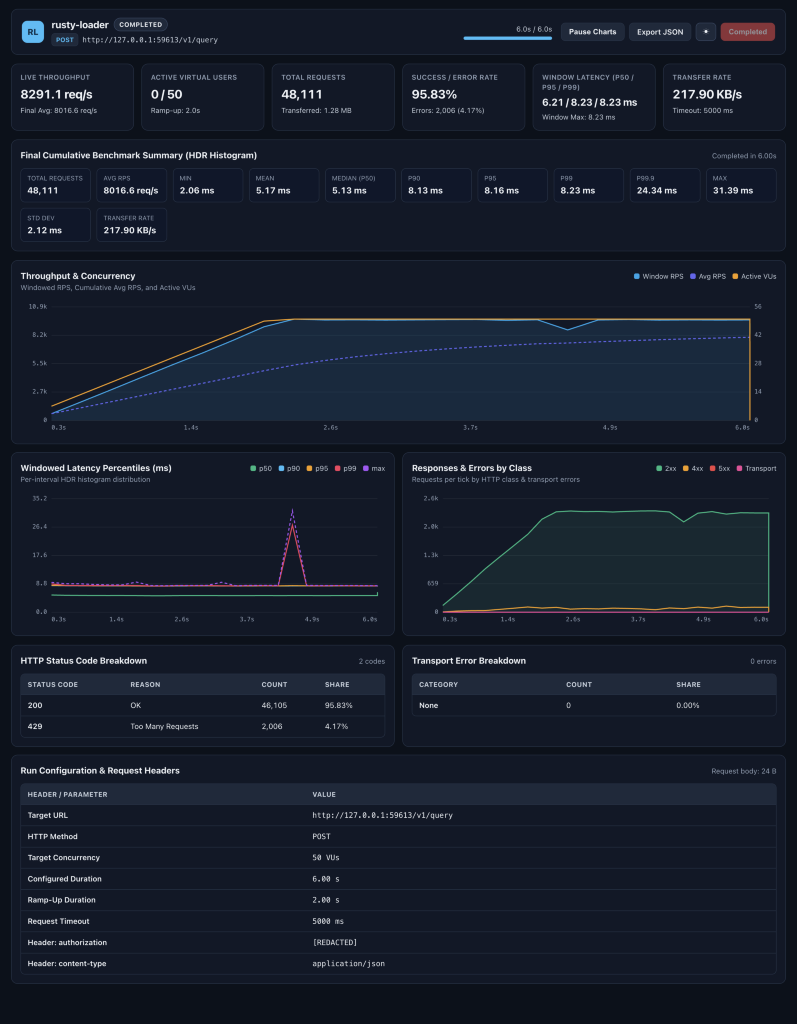 RL
rusty-loader
COMPLETED
POST
http://127.0.0.1:59613/v1/query
6.0s / 6.0s
Pause Charts
Export JSON
Completed
LIVE THROUGHPUT
8291.1 req/s
Final Avg: 8016.6 req/s
ACTIVE VIRTUAL USERS
0 / 50
Ramp-up: 2.0s
TOTAL REQUESTS
48,111
Transferred: 1.28 MB
SUCCESS / ERROR RATE
95.83%
Errors: 2,006 (4.17%)
WINDOW LATENCY (P50 /
P95 / P99)
6.21 / 8.23 / 8.23 ms
Window Max: 8.23 ms
TRANSFER RATE
217.90 KB/s
Timeout: 5000 ms
Final Cumulative Benchmark Summary (HDR Histogram)
Completed in 6.00s
TOTAL REQUESTS
48,111
AVG RPS
8016.6 req/s
MIN
2.06 ms
MEAN
5.17 ms
MEDIAN (P50)
5.13 ms
P90
8.13 ms
P95
8.16 ms
P99
8.23 ms
P99.9
24.34 ms
MAX
31.39 ms
STD DEV
2.12 ms
TRANSFER RATE
217.90 KB/s
Throughput & Concurrency
Windowed RPS, Cumulative Avg RPS, and Active VUs
Window RPS
Avg RPS
Active VUs
10.9k
8.2k
5.5k
2.7k
0
56
42
28
14
0
0.3s 1.4s 2.6s 3.7s 4.9s 6.0s
Windowed Latency Percentiles (ms)
Per-interval HDR histogram distribution
p50 p90 p95 p99 max
35.2
26.4
17.6
8.8
0.0
0.3s 1.4s 2.6s 3.7s 4.9s 6.0s
Responses & Errors by Class
Requests per tick by HTTP class & transport errors
2xx 4xx 5xx Transport
2.6k
2.0k
1.3k
659
0
0.3s 1.4s 2.6s 3.7s 4.9s 6.0s
HTTP Status Code Breakdown
2 codes
STATUS CODE REASON COUNT SHARE
200 OK 46,105 95.83%
429 Too Many Requests 2,006 4.17%
Transport Error Breakdown
0 errors
CATEGORY COUNT SHARE
None 0 0.00%
Run Configuration & Request Headers
Request body: 24 B
HEADER / PARAMETER VALUE
Target URL http://127.0.0.1:59613/v1/query
HTTP Method POST
Target Concurrency 50 VUs
Configured Duration 6.00 s
Ramp-Up Duration 2.00 s
Request Timeout 5000 ms
Header: authorization [REDACTED]
Header: content-type application/json